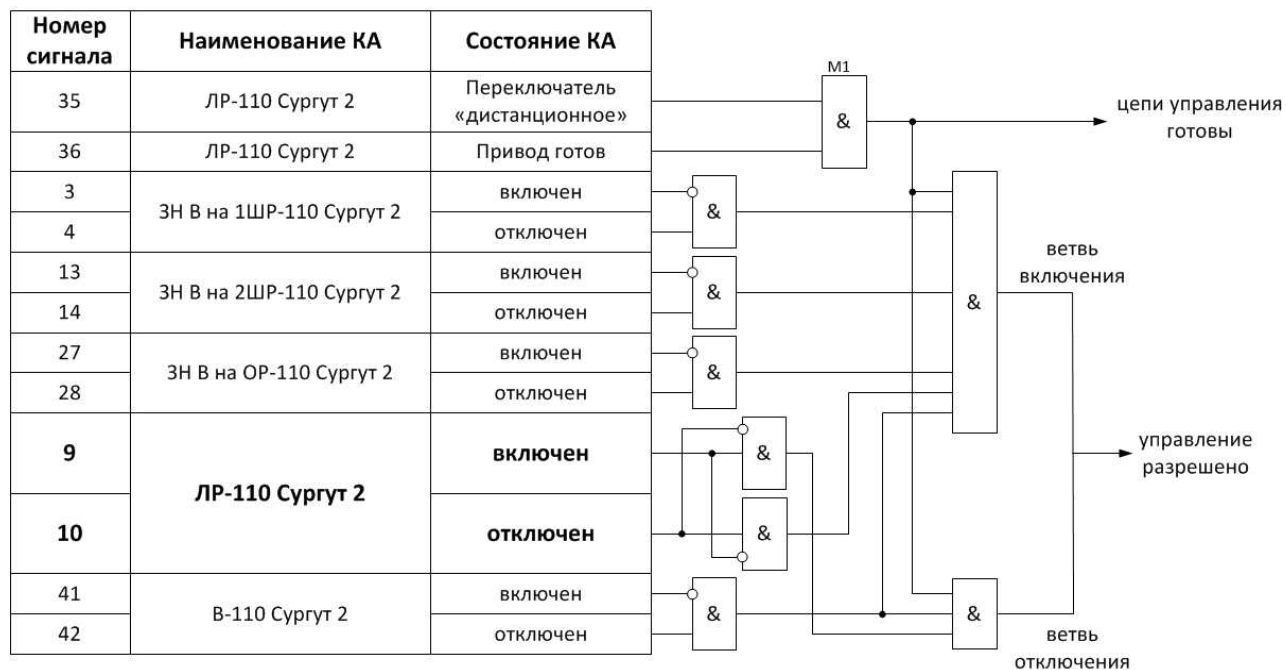 Номер сигнала
Наименование КА
Состояние КА
35
ЛР-110 Сургут 2
Переключатель
«дистанционное»
36
ЛР-110 Сургут 2
Привод готов
3
ЗН В на 1ШР-110 Сургут 2
включен
4
отключен
13
ЗН В на 2ШР-110 Сургут 2
включен
14
отключен
27
ЗН В на ОР-110 Сургут 2
включен
28
отключен
9
ЛР-110 Сургут 2
включен
10
отключен
41
В-110 Сургут 2
включен
42
отключен
М1
&
&
&
&
&
&
&
&
&
цепи управления
готовы
ветвь
включения
управление
разрешено
ветвь
отключения